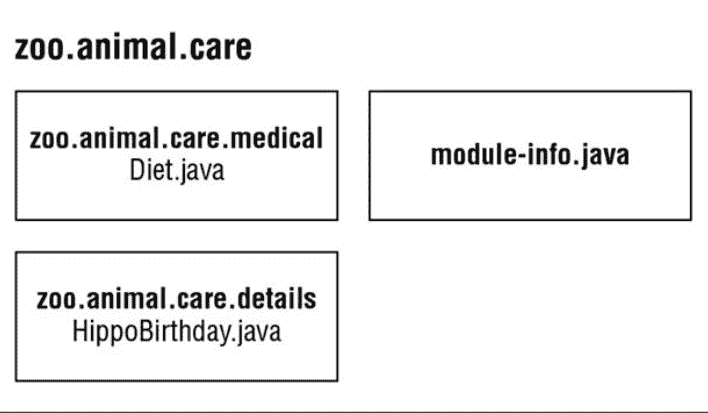 zoo.animal.care
zoo.animal.care.medical
Diet.java
module-info.java
zoo.animal.care.details
HippoBirthday.java